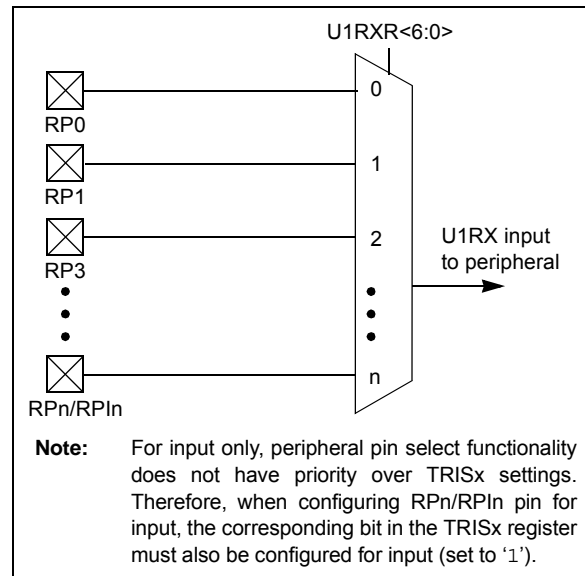 U1RXR<6:0>
RP0
0
RP1
1
RP3
2
U1RX input
to peripheral
RPn/RPIn
n
Note: For input only, peripheral pin select functionality
does not have priority over TRISx settings.
Therefore, when configuring RPn/RPIn pin for
input, the corresponding bit in the TRISx register
must also be configured for input (set to ‘1’).